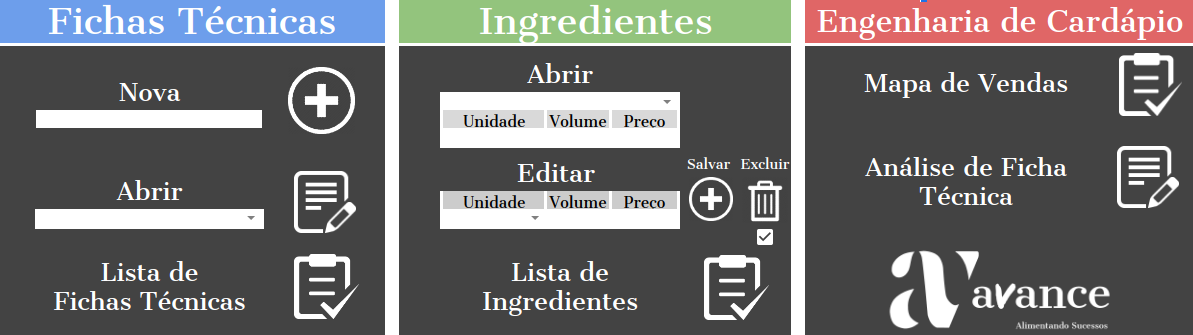 Fichas Técnicas
Nova
Abrir
Lista de
Fichas Técnicas
Ingredientes
Abrir
Unidade Volume Preco
Editar
Salvar Excluir
Unidade Volume Preco
Lista de
Ingredientes
Engenharia de Cardápio
Mapa de Vendas
Análise de Ficha
Técnica
avance
Alimentando Sucessos